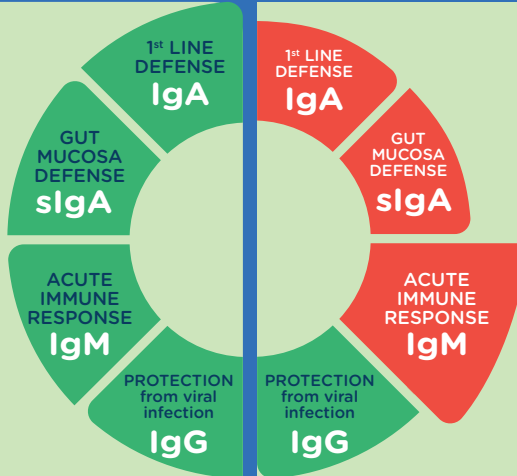 1st LINE
DEFENSE
IgA
GUT
MUCOSA
DEFENSE
sIgA
ACUTE
IMMUNE
RESPONSE
IgM
PROTECTION
from viral
infection
IgG
1st LINE
DEFENSE
IgA
GUT
MUCOSA
DEFENSE
sIgA
ACUTE
IMMUNE
RESPONSE
IgM
PROTECTION
from viral
infection
IgG